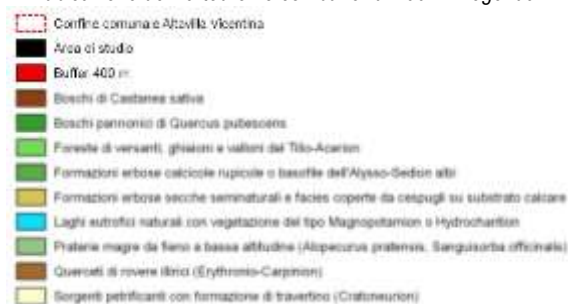 Confine comunale Altavilla Vicentina
Area di studio
Buffer 400 m
Boschi di Castanea sativa
Boschi pannonici di Quercus pubescens
Foreste di versanti, ghiaioni e valloni del Tilio-Acerion
Formazioni erbose calcicole rupicole o basofile dell'Alysso-Sedion albi
Formazioni erbose secche seminaturali e facies coperte da cespugli su substrato calcare
Laghi eutrofici naturali con vegetazione del tipo Magnopotamion o Hydrocharition
Praterie magre da fieno a bassa altitudine (Alopecurus pratensis, Sanguisorba officinalis)
Querceti di rovere illirici (Erythronio-Carpinion)
Sorgenti petrificanti con formazione di travertino (Cratoneurion)